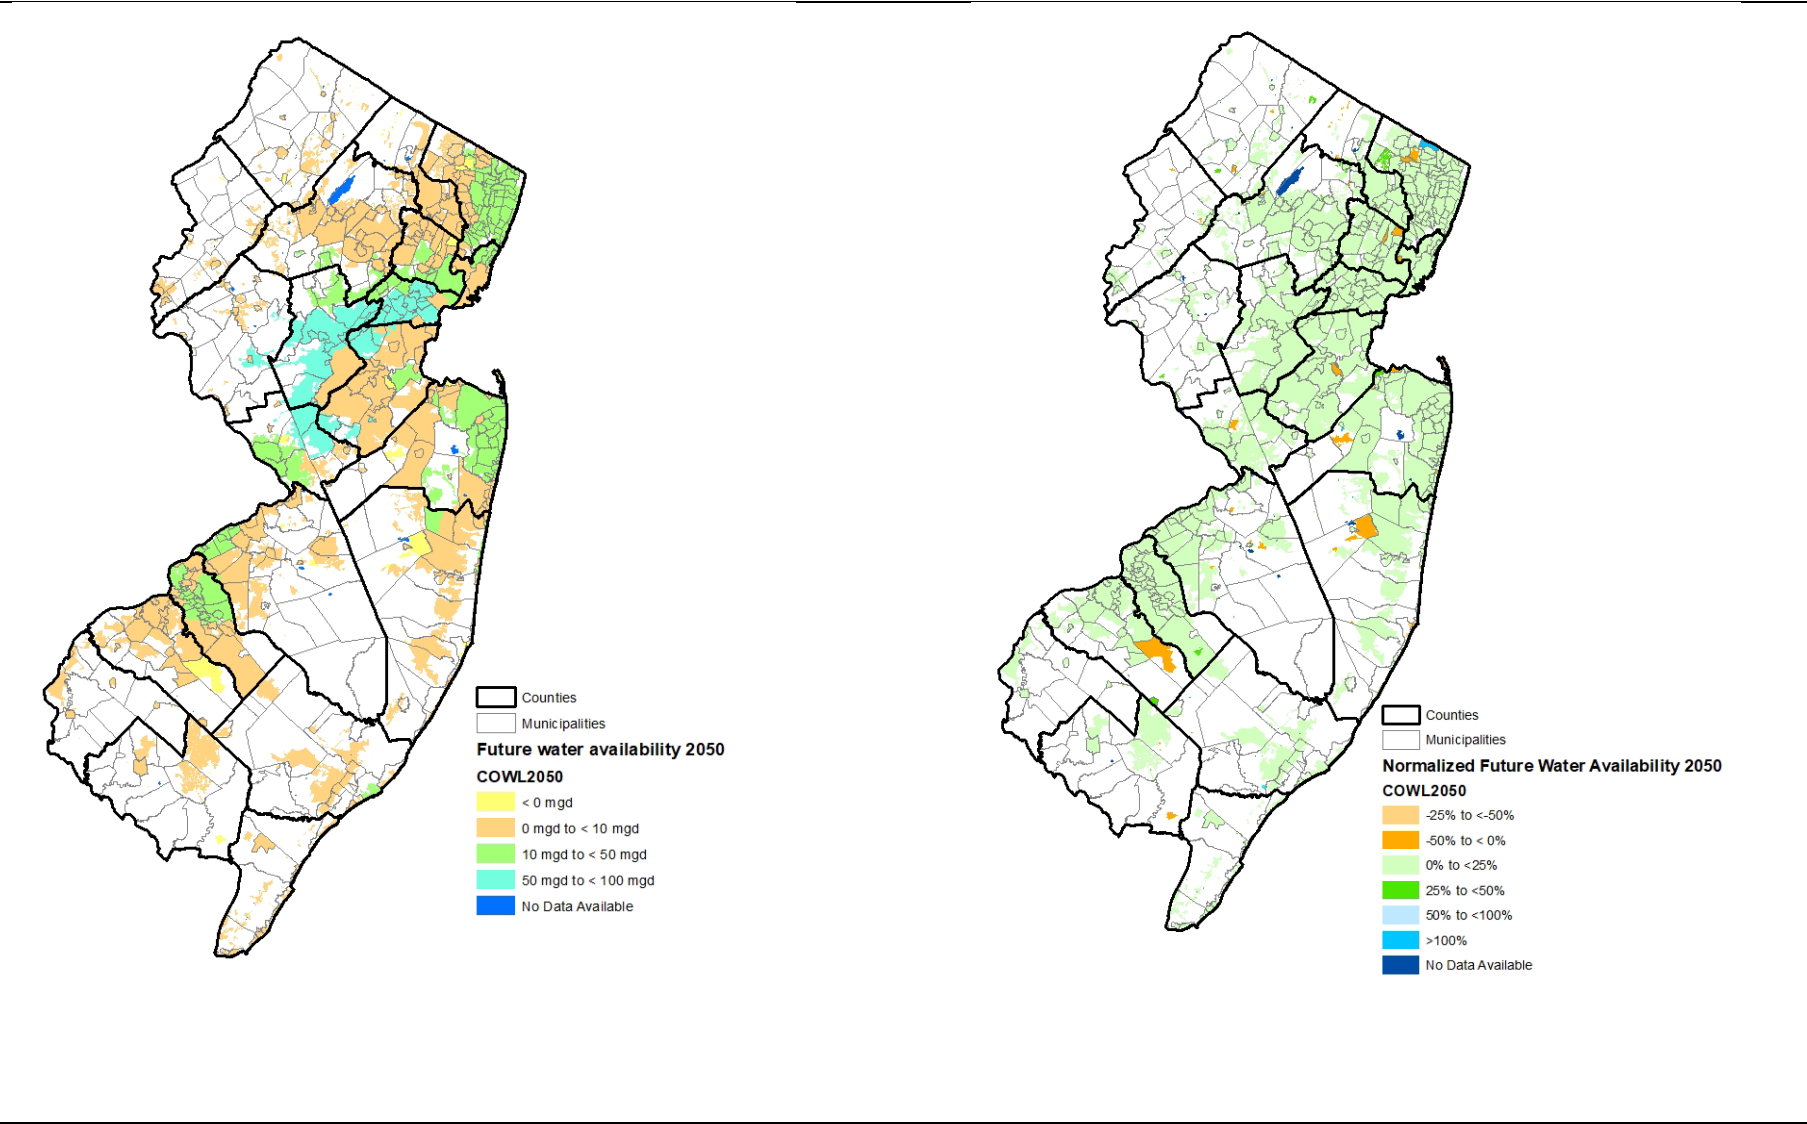 Counties
Municipalities
Future water availability 2050
COWL2050
< 0 mgd
0 mgd to < 10 mgd
10 mgd to < 50 mgd
50 mgd to < 100 mgd
No Data Available
Counties
Municipalities
Normalized Future Water Availability 2050
COWL2050
-25% to <-50%
-50% to < 0%
0% to <25%
25% to <50%
50% to <100%
>100%
No Data Available